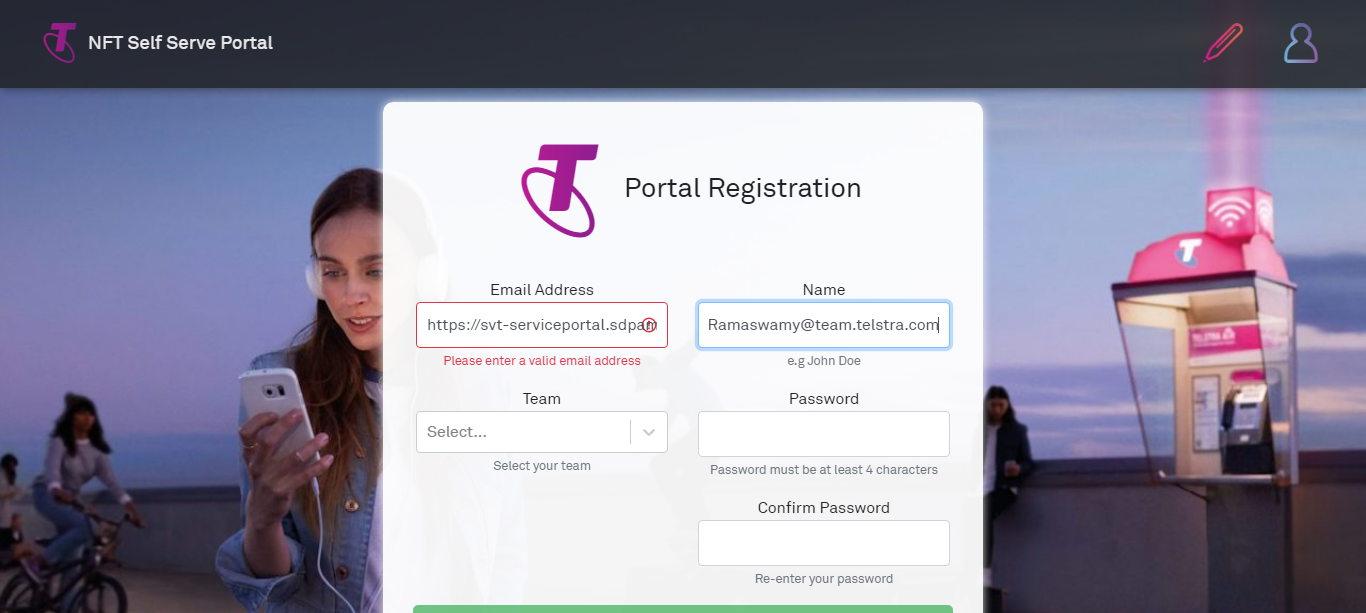 NFT Self Serve Portal
Portal Registration
Email Address
Name
https://svt-serviceportal.sdpam
Ramaswamy@team.telstra.com
Please enter a valid email address
e.g John Doe
Team
Password
Select...
Select your team
Password must be at least 4 characters
Confirm Password
Re-enter your password